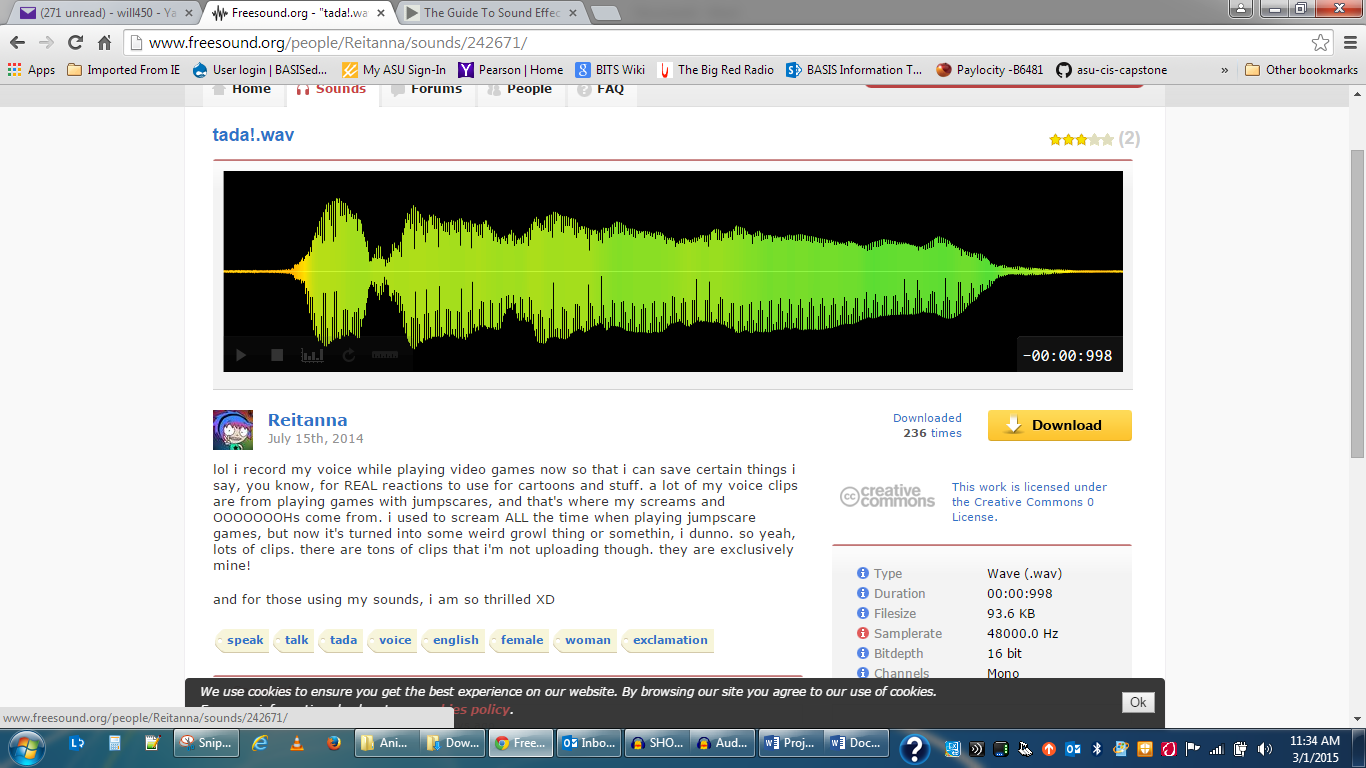 (271 unread) - will450 - Ya
Freesound.org - "tada!.wa
The Guide To Sound Effec
www.freesound.org/people/Reitanna/sounds/242671/
Apps
Imported From IE
User login | BASISed...
My ASU Sign-In
Pearson | Home
BITS Wiki
The Big Red Radio
BASIS Information T...
Paylocity -B6481
asu-cis-capstone
»
Other bookmarks
Home
Sounds
Forums
People
FAQ
tada!.wav
(2)
-00:00:998
Reitanna
July 15th, 2014
Downloaded
236 times
Download
lol i record my voice while playing video games now so that i can save certain things i
say, you know, for REAL reactions to use for cartoons and stuff. a lot of my voice clips
are from playing games with jumpscares, and that's where my screams and
OOOOOOOHs come from. i used to scream ALL the time when playing jumpscare
games, but now it's turned into some weird growl thing or somethin, i dunno. so yeah,
lots of clips. there are tons of clips that i'm not uploading though. they are exclusively
mine!
and for those using my sounds, i am so thrilled XD
cc creative commons
This work is licensed under
the Creative Commons 0
License.
speak
talk
tada
voice
english
female
woman
exclamation
Type Wave (.wav)
Duration 00:00:998
Filesize 93.6 KB
Samplerate 48000.0 Hz
Bitdepth 16 bit
Channels Mono
We use cookies to ensure you get the best experience on our website. By browsing our site you agree to our use of cookies.
policy.
Ok
www.freesound.org/people/Reitanna/sounds/242671/
Snip...
Ani...
Dow...
Free...
Inbo...
SHO...
Aud...
Proj...
Doc...
11:34 AM
3/1/2015